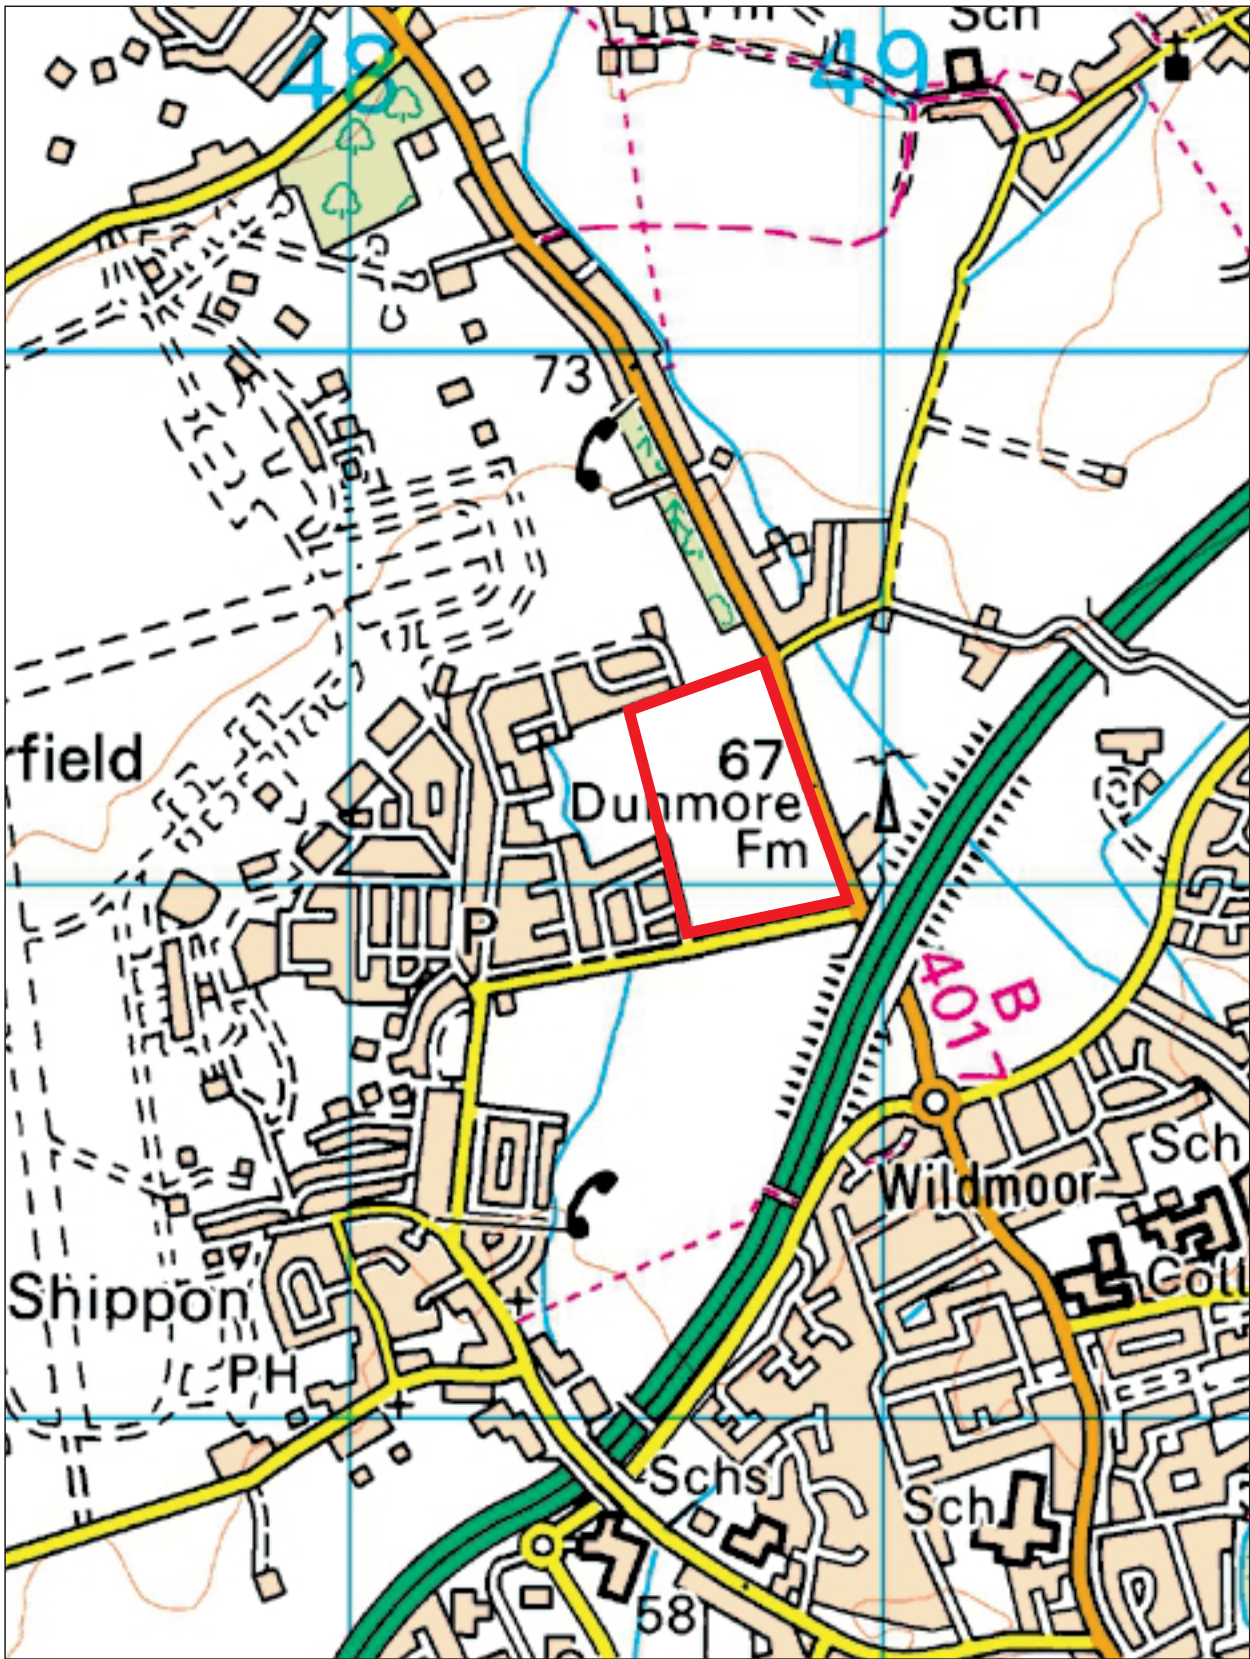 Sch
48
49
73
rfield
67
Dunmore
Fm
P
B
4017
Sch
Wildmoor
Coll
Shippon
PH
Schs
Sch
58